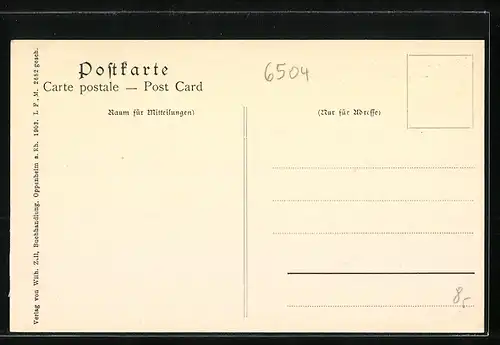 Postkarte
Carte postale — Post Card
6504
(Raum für Mitteilungen)
(Nur für Adresse)
8,-
Verlag von Wilh. Zoll, Buchhandlung, Oppenheim a. Rh. 1903. L. F., M. 2652 gesch.